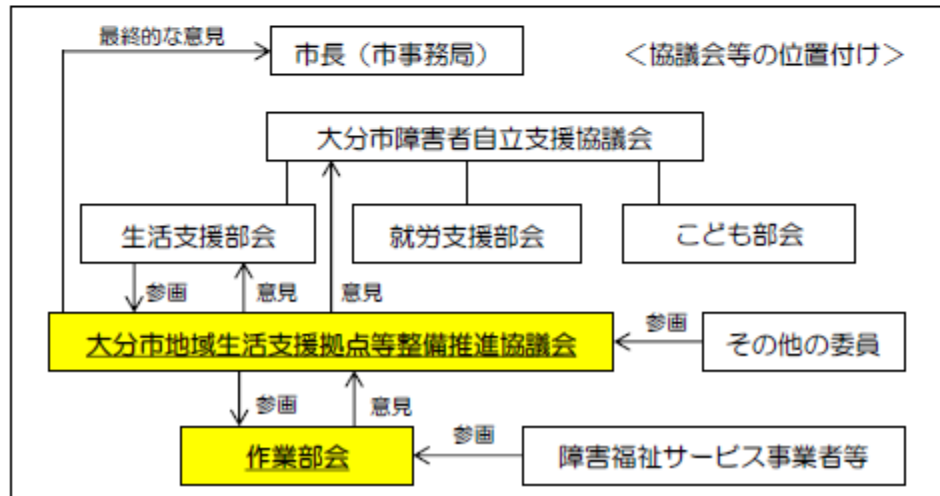 最終的な意見
市長（市事務局）
＜協議会等の位置付け＞
大分市障害者自立支援協議会
生活支援部会
就労支援部会
こども部会
参画
意見
意見
大分市地域生活支援拠点等整備推進協議会
参画
その他の委員
参画
意見
作業部会
参画
障害福祉サービス事業者等